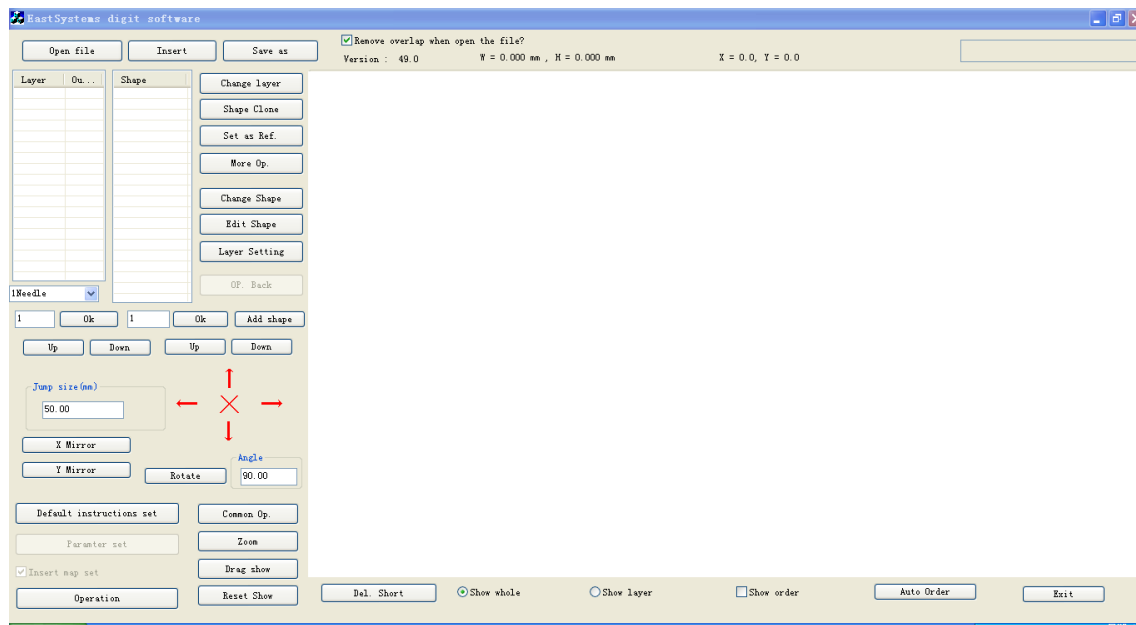 EastSystems digit software
Open file Insert Save as
Remove overlap when open the file?
Version : 49.0 W = 0.000 mm , H = 0.000 mm X = 0.0, Y = 0.0
Layer Ou... Shape
Change layer
Shape Clone
Set as Ref.
More Op.
Change Shape
Edit Shape
Layer Setting
OP. Back
1Needle
1 Ok 1 Ok Add shape
Up Down Up Down
Jump size(mm)
50.00
X Mirror
Y Mirror
Rotate
Angle
90.00
Default instructions set Common Op.
Paramter set Zoom
Insert map set Drag show
Operation Reset Show
Del. Short Show whole Show layer Show order Auto Order Exit